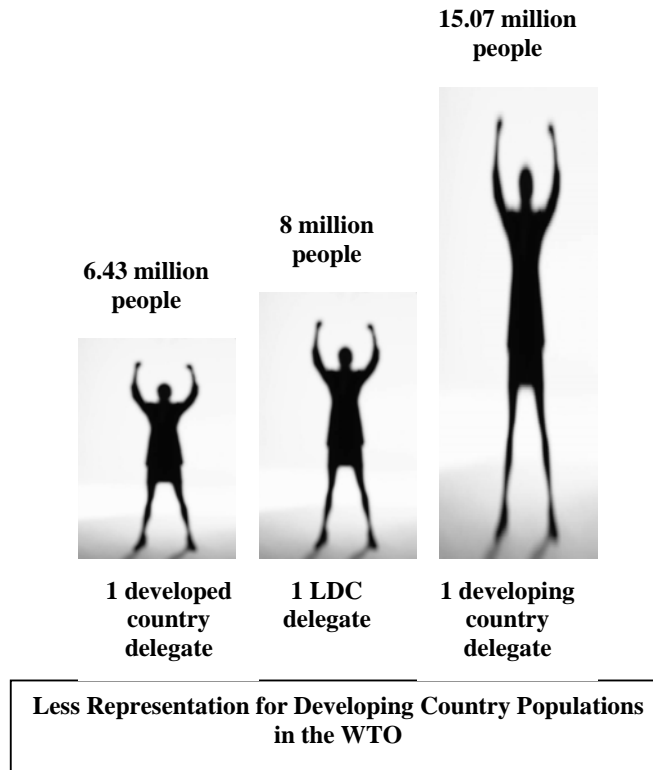 15.07 million
people
8 million
people
6.43 million
people
1 developed
country
delegate
1 LDC
delegate
1 developing
country
delegate
Less Representation for Developing Country Populations
in the WTO